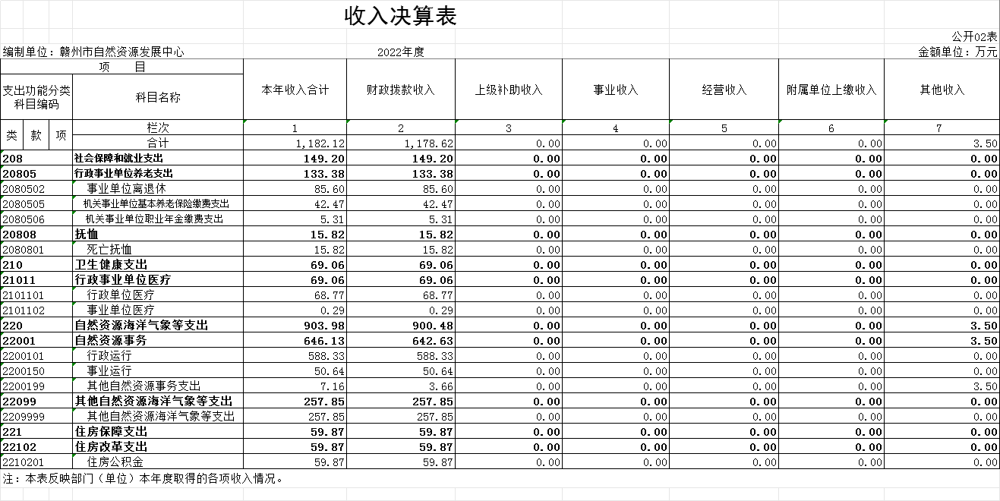 收入决算表
公开02表
编制单位：赣州市自然资源发展中心 2022年度 金额单位：万元
项 目 本年收入合计 财政拨款收入 上级补助收入 事业收入 经营收入 附属单位上缴收入 其他收入
支出功能分类
科目编码 科目名称
类 款 项 栏次 1 2 3 4 5 6 7
合计 1,182.12 1,178.62 0.00 0.00 0.00 0.00 3.50
208 社会保障和就业支出 149.20 149.20 0.00 0.00 0.00 0.00 0.00
20805 行政事业单位养老支出 133.38 133.38 0.00 0.00 0.00 0.00 0.00
2080502 事业单位离退休 85.60 85.60 0.00 0.00 0.00 0.00 0.00
2080505 机关事业单位基本养老保险缴费支出 42.47 42.47 0.00 0.00 0.00 0.00 0.00
2080506 机关事业单位职业年金缴费支出 5.31 5.31 0.00 0.00 0.00 0.00 0.00
20808 抚恤 15.82 15.82 0.00 0.00 0.00 0.00 0.00
2080801 死亡抚恤 15.82 15.82 0.00 0.00 0.00 0.00 0.00
210 卫生健康支出 69.06 69.06 0.00 0.00 0.00 0.00 0.00
21011 行政事业单位医疗 69.06 69.06 0.00 0.00 0.00 0.00 0.00
2101101 行政单位医疗 68.77 68.77 0.00 0.00 0.00 0.00 0.00
2101102 事业单位医疗 0.29 0.29 0.00 0.00 0.00 0.00 0.00
220 自然资源海洋气象等支出 903.98 900.48 0.00 0.00 0.00 0.00 3.50
22001 自然资源事务 646.13 642.63 0.00 0.00 0.00 0.00 3.50
2200101 行政运行 588.33 588.33 0.00 0.00 0.00 0.00 0.00
2200150 事业运行 50.64 50.64 0.00 0.00 0.00 0.00 0.00
2200199 其他自然资源事务支出 7.16 3.66 0.00 0.00 0.00 0.00 3.50
22099 其他自然资源海洋气象等支出 257.85 257.85 0.00 0.00 0.00 0.00 0.00
2209999 其他自然资源海洋气象等支出 257.85 257.85 0.00 0.00 0.00 0.00 0.00
221 住房保障支出 59.87 59.87 0.00 0.00 0.00 0.00 0.00
22102 住房改革支出 59.87 59.87 0.00 0.00 0.00 0.00 0.00
2210201 住房公积金 59.87 59.87 0.00 0.00 0.00 0.00 0.00
注：本表反映部门（单位）本年度取得的各项收入情况。